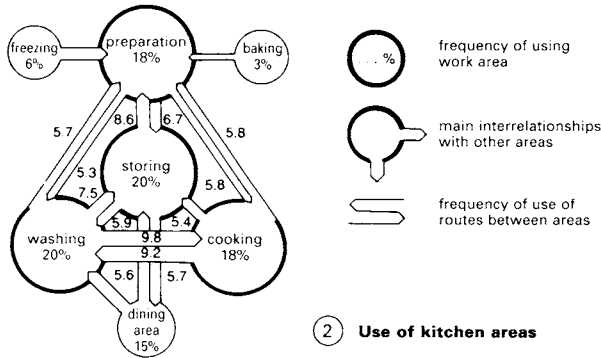 freezing
6%
preparation
18%
baking
3%
5.7
8.6
6.7
5.8
5.3
7.5
storing
20%
5.8
5.9
5.4
washing
20%
9.8
9.2
cooking
18%
5.6
5.7
dining
area
15%
... %
frequency of using
work area
main interrelationships
with other areas
frequency of use of
routes between areas
2 Use of kitchen areas